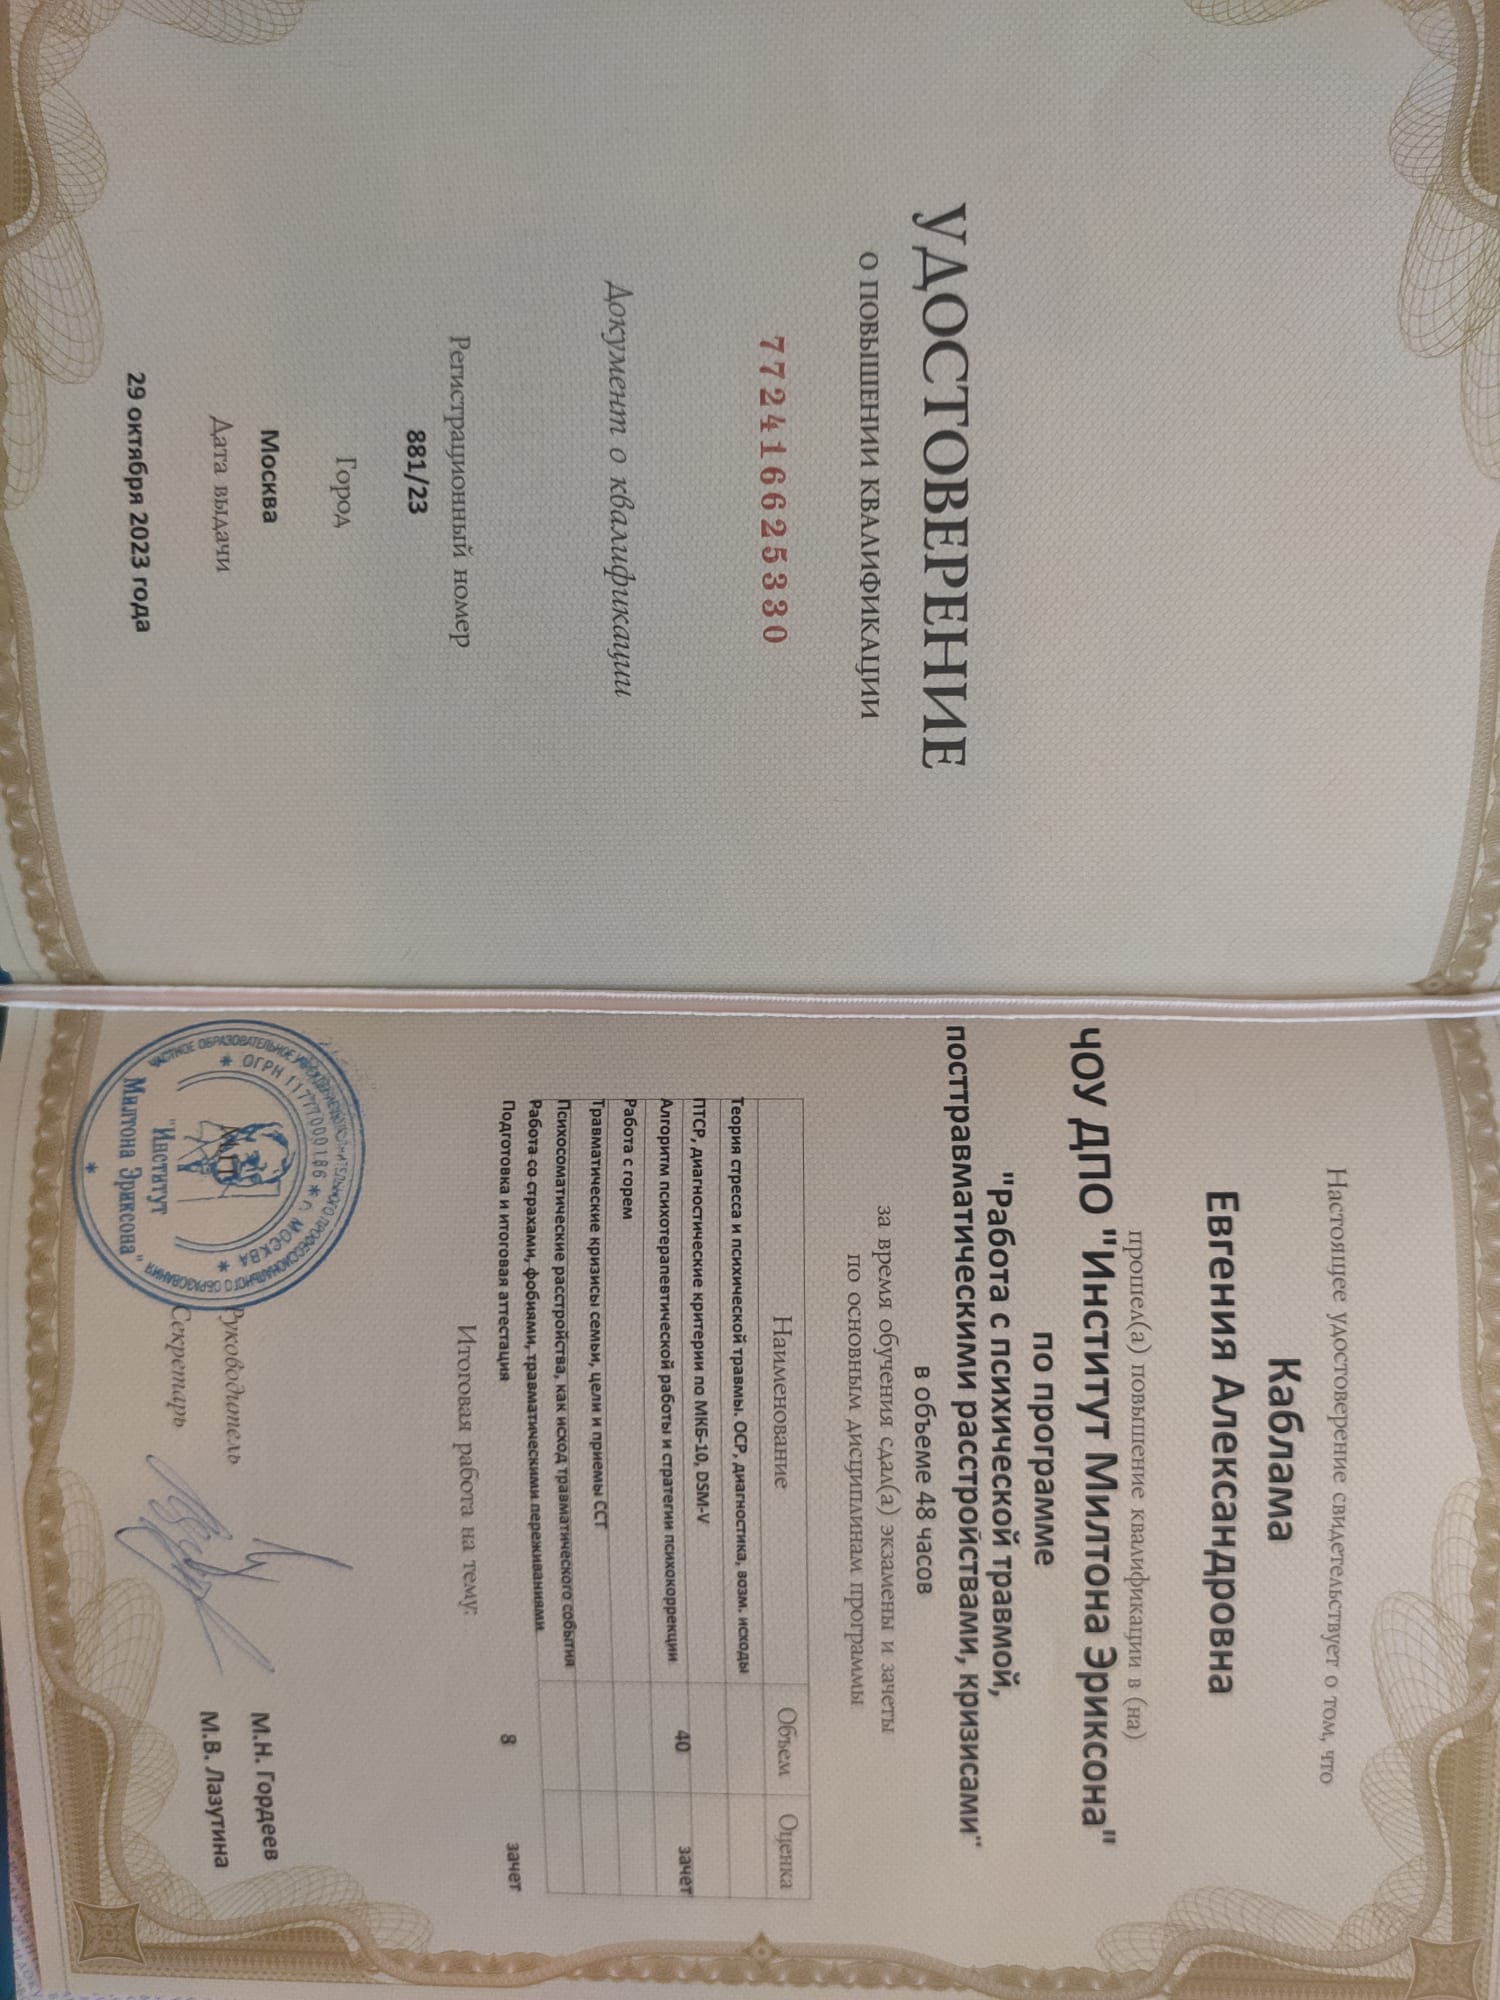 УДОСТОВЕРЕНИЕ
О ПОВЫШЕНИИ КВАЛИФИКАЦИИ
772416625330
Документ о квалификации
Регистрационный номер
881/23
Город
Москва
Дата выдачи
29 октября 2023 года
Настоящее удостоверение свидетельствует о том, что
Каблама
Евгения Александровна
прошел(а) повышение квалификации в (на)
ЧОУ ДПО "Институт Милтона Эриксона"
по программе
"Работа с психической травмой,
посттравматическими расстройствами, кризисами"
в объеме 48 часов
за время обучения сдал(а) экзамены и зачеты
по основным дисциплинам программы
Наименование Объем Оценка
Теория стресса и психической травмы. ОСР, диагностика, возм. исходы
ПТСР, диагностические критерии по МКБ-10, DSM-V
Алгоритм психотерапевтической работы и стратегии психокоррекции 40 зачет
Работа с горем
Травматические кризисы семьи, цели и приемы ССТ
Психосоматические расстройства, как исход травматического события
Работа со страхами, фобиями, травматическими переживаниями
Подготовка и итоговая аттестация 8 зачет
Итоговая работа на тему:
Руководитель М.Н. Гордеев
Секретарь М.В. Лазутина
М.П.
ЧАСТНОЕ ОБРАЗОВАТЕЛЬНОЕ УЧРЕЖДЕНИЕ ДОПОЛНИТЕЛЬНОГО ПРОФЕССИОНАЛЬНОГО ОБРАЗОВАНИЯ
* г. МОСКВА *
"Институт
Милтона Эриксона"